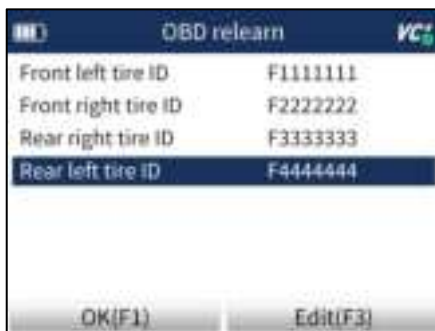 OBD relearn
Front left tire ID F1111111
Front right tire ID F2222222
Rear right tire ID F3333333
Rear left tire ID F4444444
OK(F1) Edit(F3)